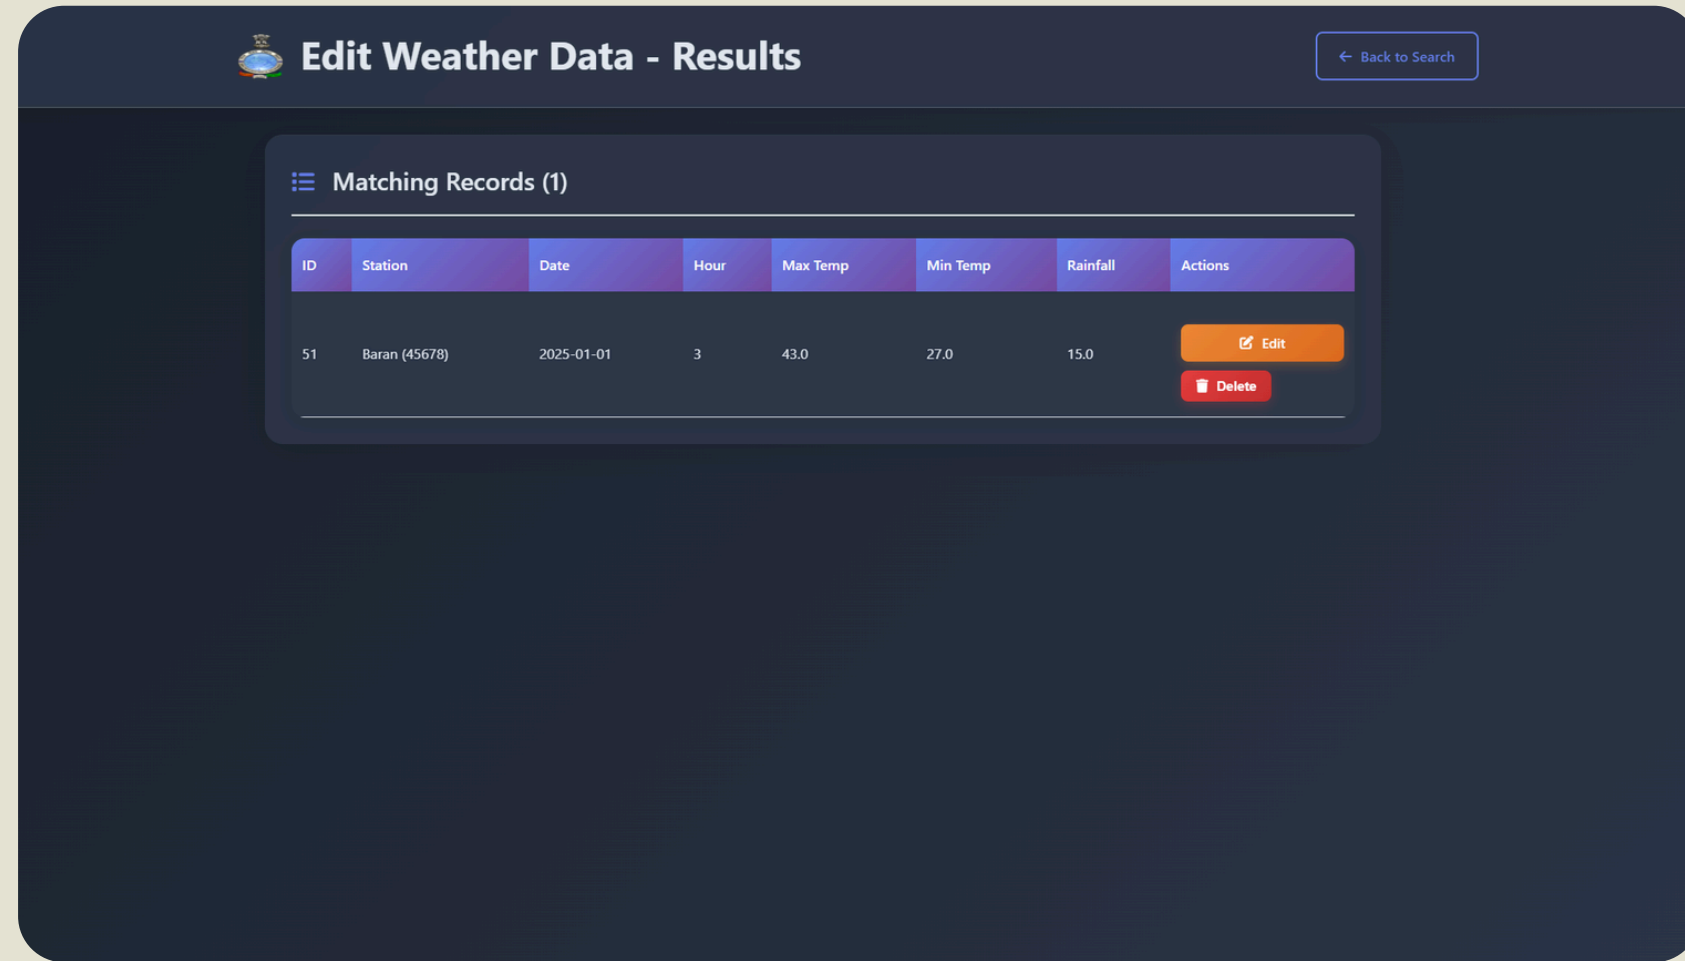 Edit Weather Data - Results
Back to Search
Matching Records (1)
ID Station Date Hour Max Temp Min Temp Rainfall Actions
51 Baran (45678) 2025-01-01 3 43.0 27.0 15.0 Edit
Delete